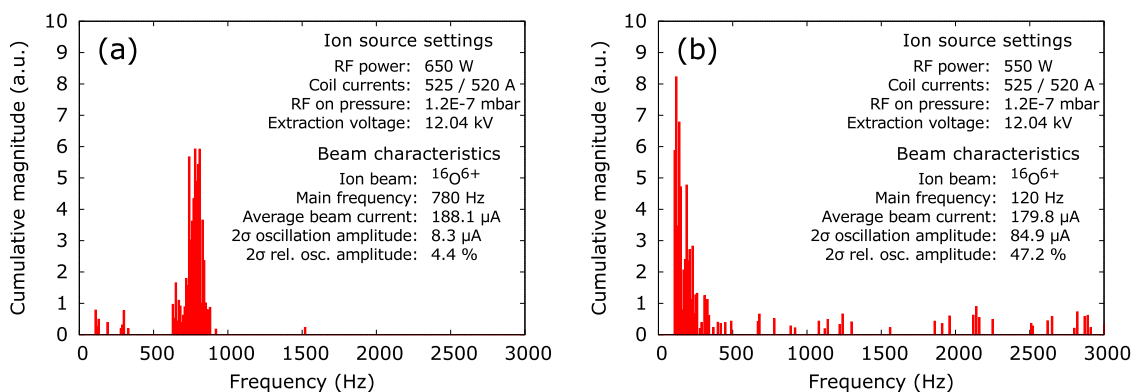 (a)
Ion source settings
RF power: 650 W
Coil currents: 525 / 520 A
RF on pressure: 1.2E-7 mbar
Extraction voltage: 12.04 kV
Beam characteristics
Ion beam: ¹⁶O⁶⁺
Main frequency: 780 Hz
Average beam current: 188.1 µA
2σ oscillation amplitude: 8.3 µA
2σ rel. osc. amplitude: 4.4 %
Cumulative magnitude (a.u.)
10
9
8
7
6
5
4
3
2
1
0
0 500 1000 1500 2000 2500 3000
Frequency (Hz)
(b)
Ion source settings
RF power: 550 W
Coil currents: 525 / 520 A
RF on pressure: 1.2E-7 mbar
Extraction voltage: 12.04 kV
Beam characteristics
Ion beam: ¹⁶O⁶⁺
Main frequency: 120 Hz
Average beam current: 179.8 µA
2σ oscillation amplitude: 84.9 µA
2σ rel. osc. amplitude: 47.2 %
Cumulative magnitude (a.u.)
10
9
8
7
6
5
4
3
2
1
0
0 500 1000 1500 2000 2500 3000
Frequency (Hz)